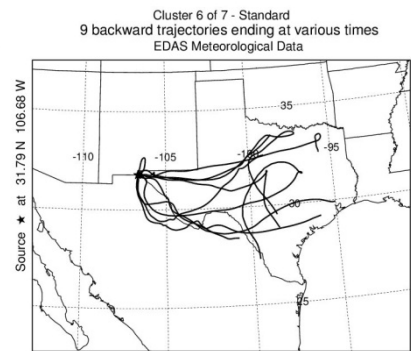 Cluster 6 of 7 - Standard
9 backward trajectories ending at various times
EDAS Meteorological Data
Source ★ at 31.79 N 106.68 W
-35
-110
-105
-100
-95
-30
-25